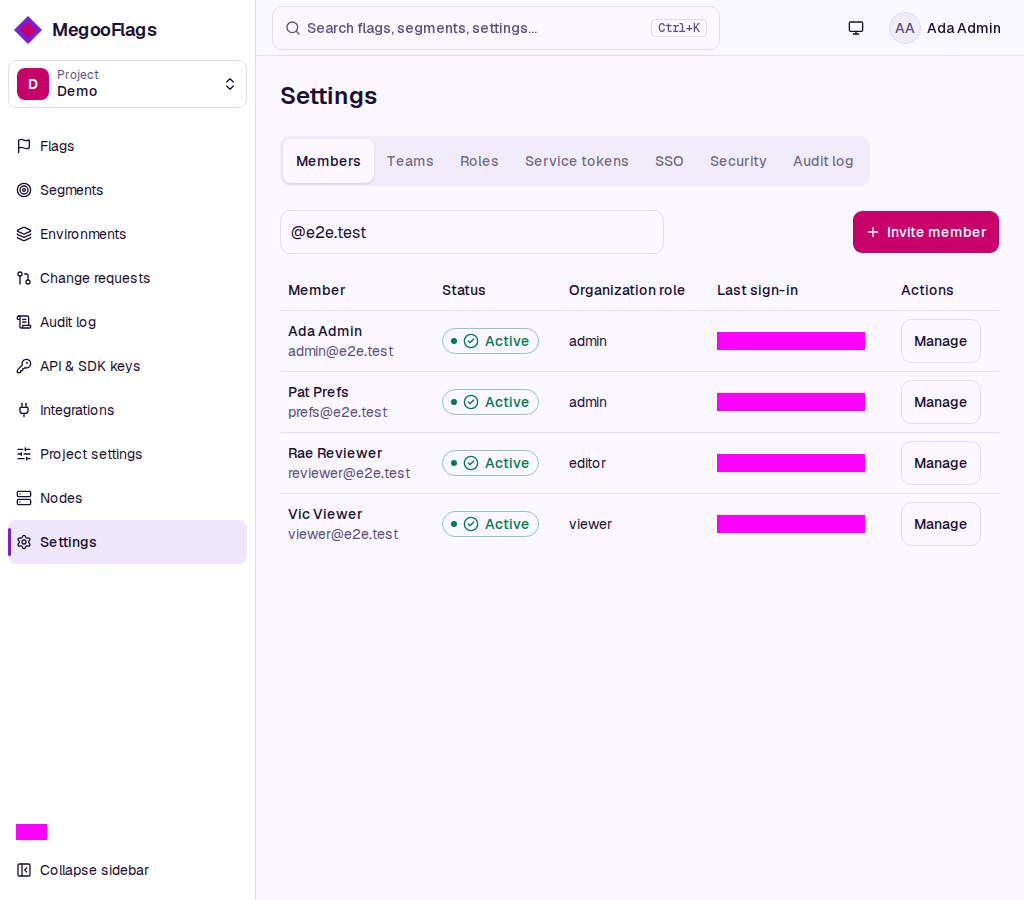 MegooFlags
Project
Demo
Flags
Segments
Environments
Change requests
Audit log
API & SDK keys
Integrations
Project settings
Nodes
Settings
Collapse sidebar
Search flags, segments, settings...
Ctrl+K
AA
Ada Admin
Settings
Members Teams Roles Service tokens SSO Security Audit log
@e2e.test
Invite member
Member Status Organization role Last sign-in Actions
Ada Admin
admin@e2e.test
Active
admin
Manage
Pat Prefs
prefs@e2e.test
Active
admin
Manage
Rae Reviewer
reviewer@e2e.test
Active
editor
Manage
Vic Viewer
viewer@e2e.test
Active
viewer
Manage